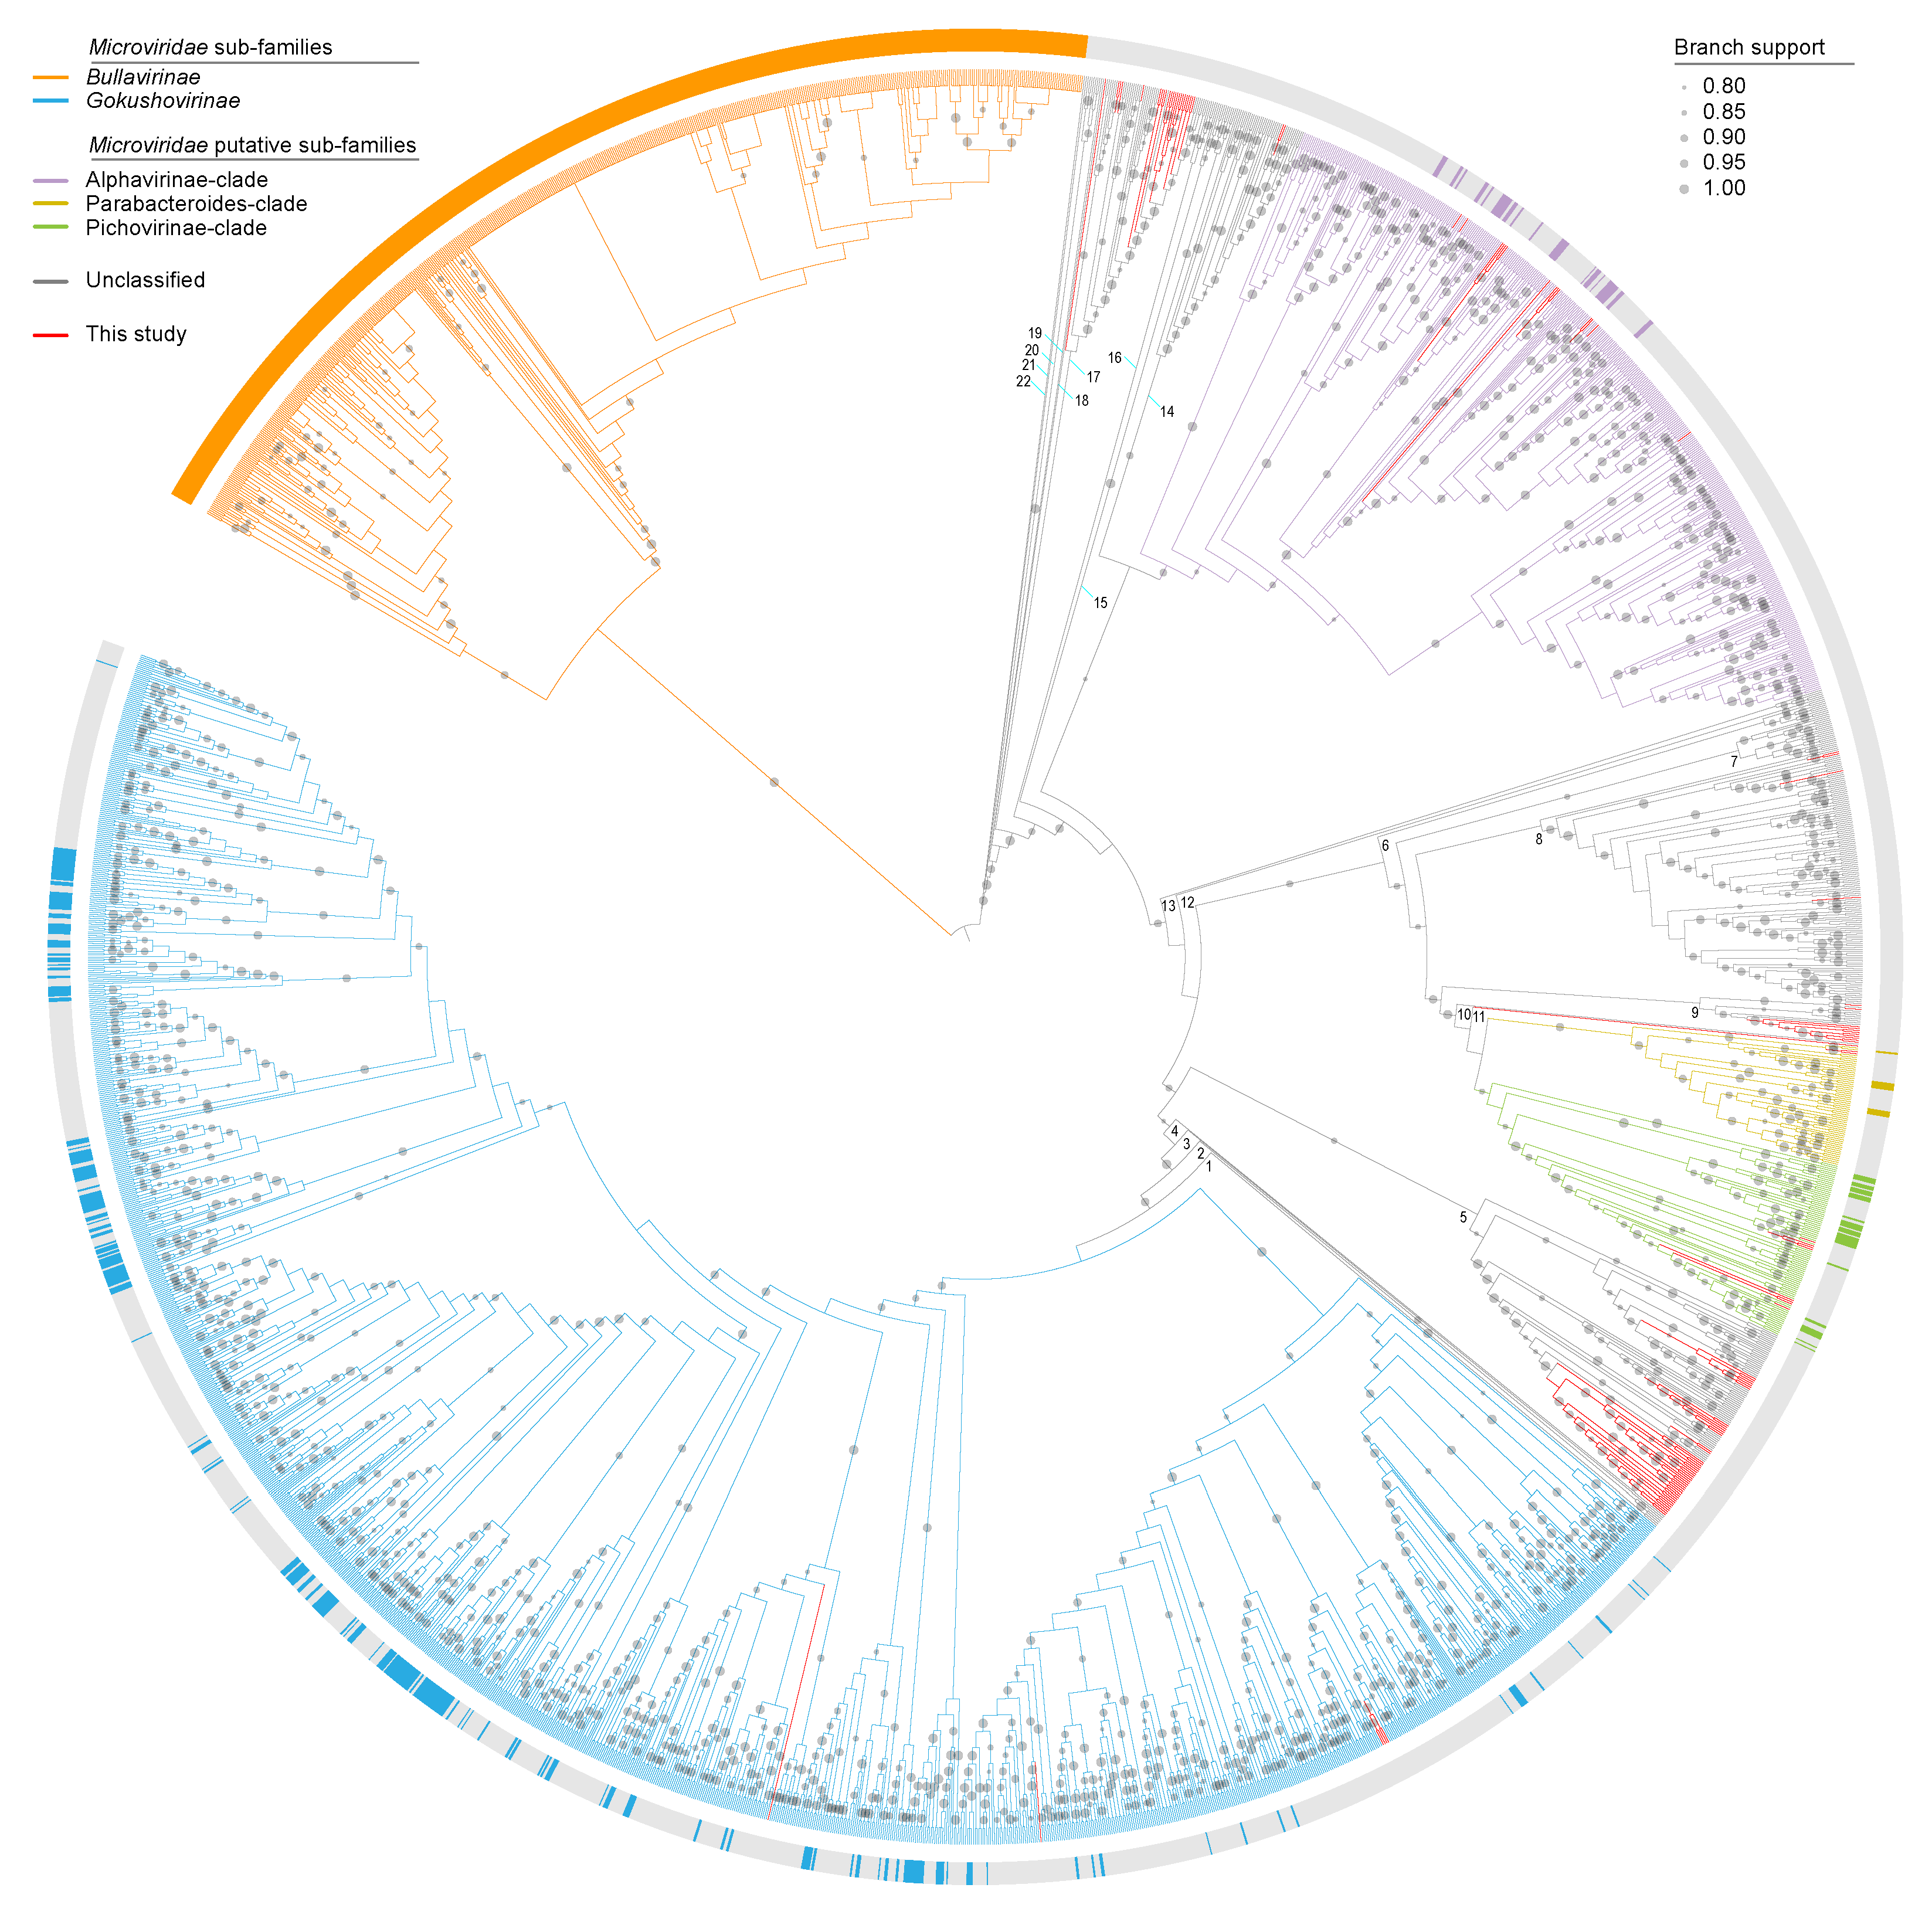 Microviridae sub-families
Bullavirinae
Gokushovirinae
Microviridae putative sub-families
Alphavirinae-clade
Parabacteroides-clade
Pichovirinae-clade
Unclassified
This study
Branch support
0.80
0.85
0.90
0.95
1.00
19
20
21
22
17
18
16
14
15
7
6
8
13
12
9
10
11
4
3
2
1
5